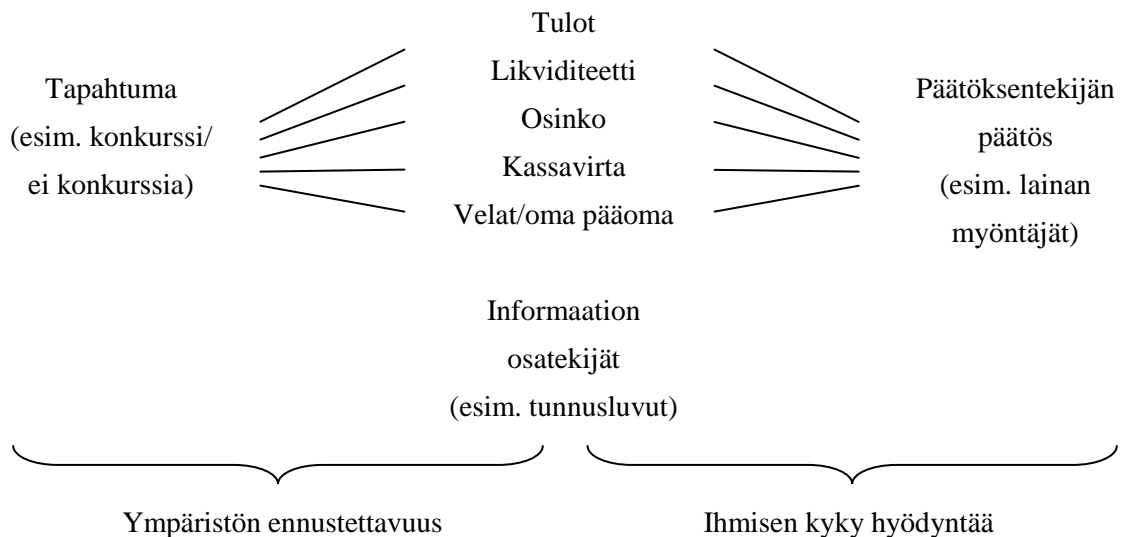 Tulot
Likviditeetti
Osinko
Kassavirta
Velat/oma pääoma
Tapahtuma
(esim. konkurssi/
ei konkurssia)
Päätöksentekijän
päätös
(esim. lainan
myöntäjät)
Informaation
osatekijät
(esim. tunnusluvut)
Ympäristön ennustettavuus
Ihmisen kyky hyödyntää